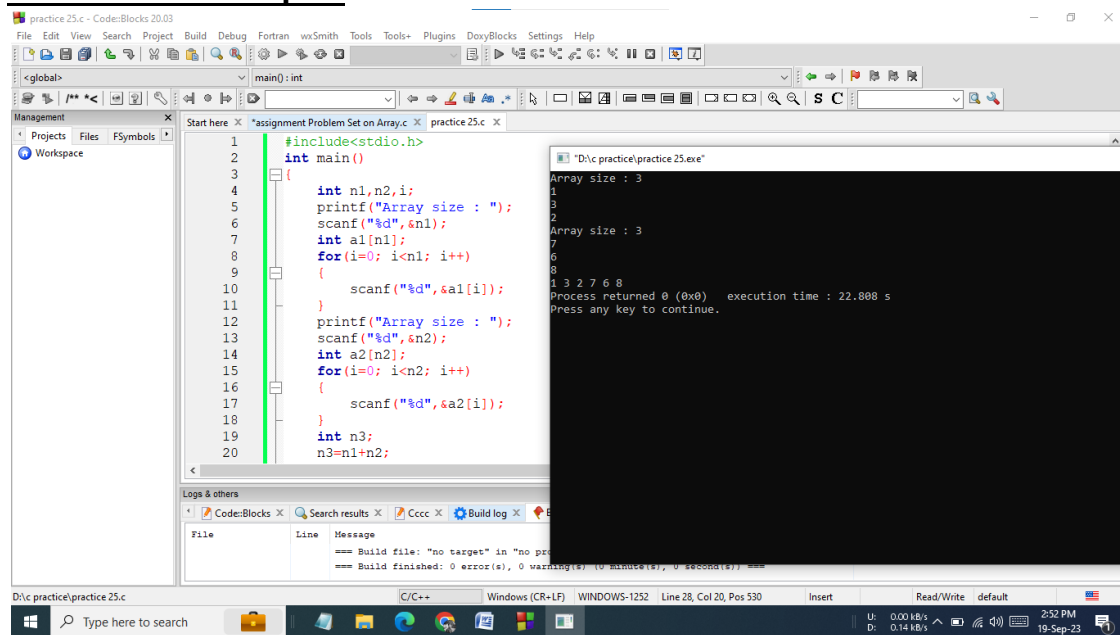 practice 25.c - Code::Blocks 20.03
File Edit View Search Project Build Debug Fortran wxSmith Tools Tools+ Plugins DoxyBlocks Settings Help
<global> main() : int
/** *< .* S C
Management
Projects Files FSymbols
Workspace
Start here *assignment Problem Set on Array.c practice 25.c
1 #include<stdio.h>
2 int main()
3 {
4 int n1,n2,i;
5 printf("Array size : ");
6 scanf("%d",&n1);
7 int a1[n1];
8 for(i=0; i<n1; i++)
9 {
10 scanf("%d",&a1[i]);
11 }
12 printf("Array size : ");
13 scanf("%d",&n2);
14 int a2[n2];
15 for(i=0; i<n2; i++)
16 {
17 scanf("%d",&a2[i]);
18 }
19 int n3;
20 n3=n1+n2;
"D:\c practice\practice 25.exe"
Array size : 3
1
3
2
Array size : 3
7
6
8
1 3 2 7 6 8
Process returned 0 (0x0) execution time : 22.808 s
Press any key to continue.
Logs & others
Code::Blocks Search results Cccc Build log
File Line Message
=== Build file: "no target" in "no pro
=== Build finished: 0 error(s), 0 warning(s) (0 minute(s), 0 second(s)) ===
D:\c practice\practice 25.c C/C++ Windows (CR+LF) WINDOWS-1252 Line 28, Col 20, Pos 530 Insert Read/Write default
Type here to search
U: 0.00 kB/s
D: 0.14 kB/s
2:52 PM
19-Sep-23